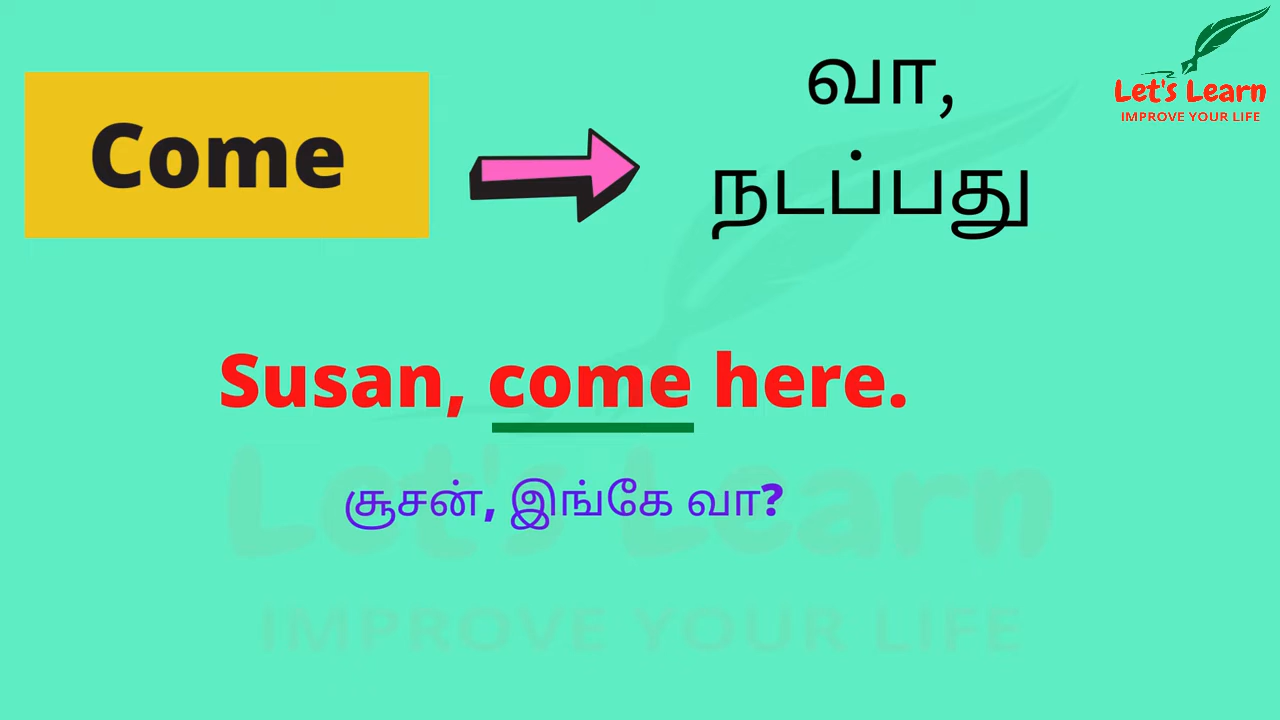 Come
வா,
நடப்பது
Let's Learn
IMPROVE YOUR LIFE
Susan, come here.
சூசன், இங்கே வா?
Let's Learn
IMPROVE YOUR LIFE